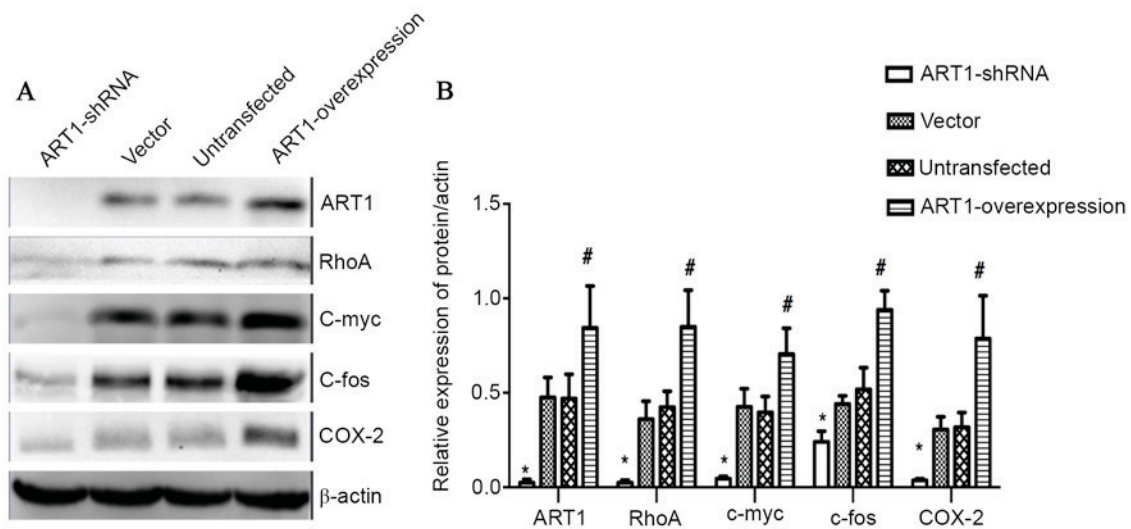 A
ART1-shRNA
Vector
Untransfected
ART1-overexpression
ART1
RhoA
C-myc
C-fos
COX-2
β-actin
B
ART1-shRNA
Vector
Untransfected
ART1-overexpression
Relative expression of protein/actin
1.5
1.0
0.5
0.0
* # * # * # * # * #
ART1 RhoA c-myc c-fos COX-2